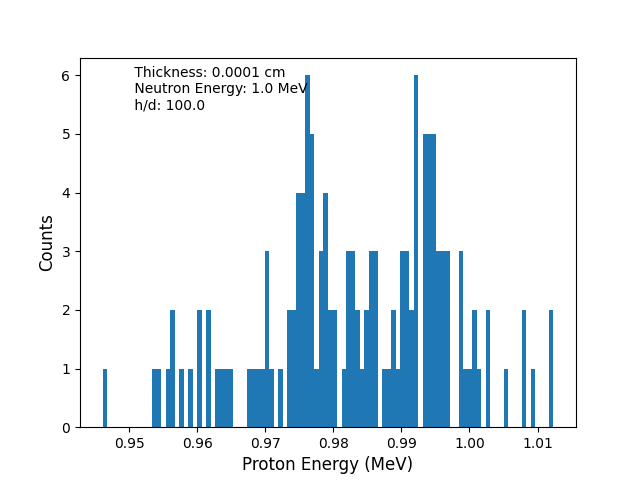 Thickness: 0.0001 cm
Neutron Energy: 1.0 MeV
h/d: 100.0
6
5
4
3
2
1
0
Counts
0.95 0.96 0.97 0.98 0.99 1.00 1.01
Proton Energy (MeV)